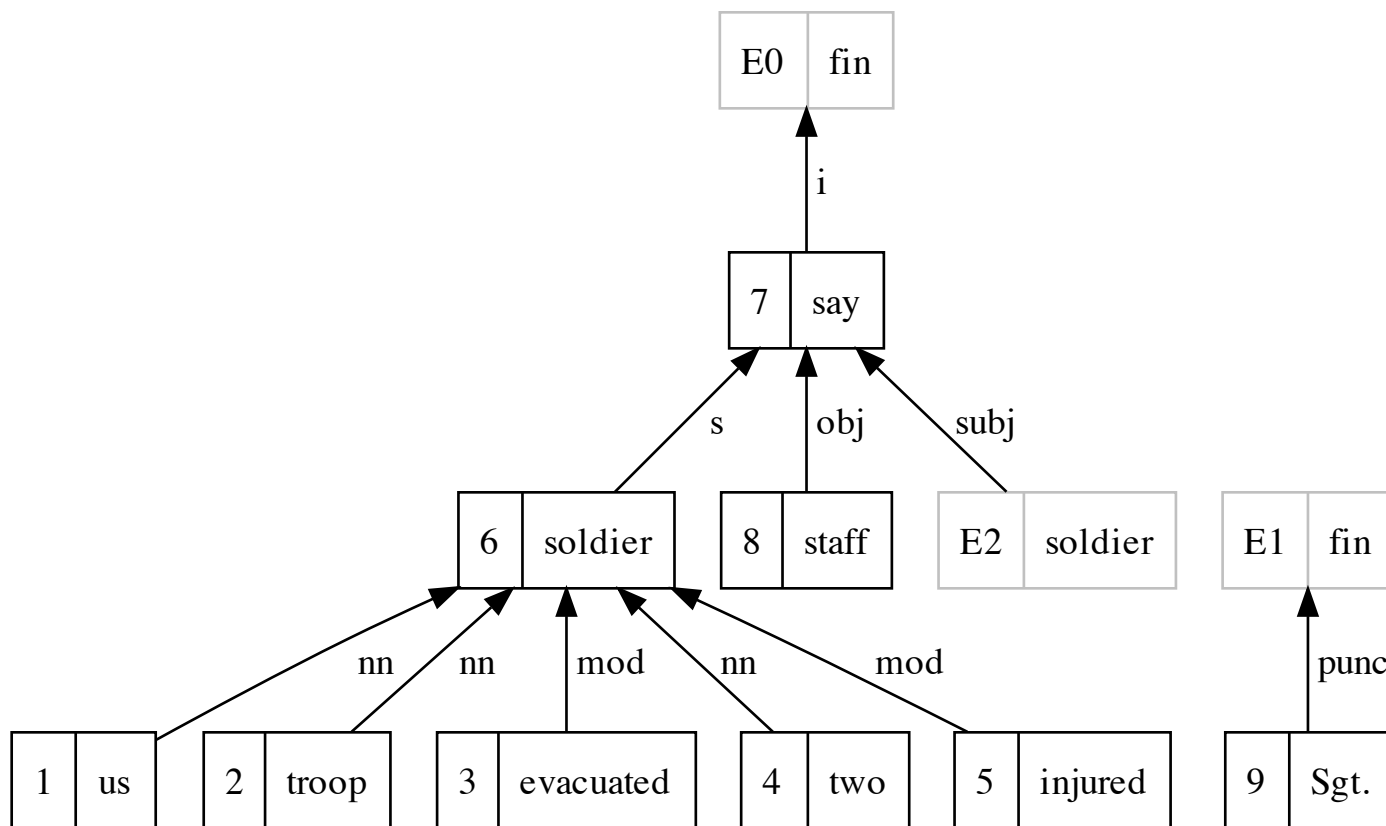 E0 fin
i
7 say
s obj subj
6 soldier 8 staff E2 soldier E1 fin
nn nn mod nn mod punc
1 us 2 troop 3 evacuated 4 two 5 injured 9 Sgt.